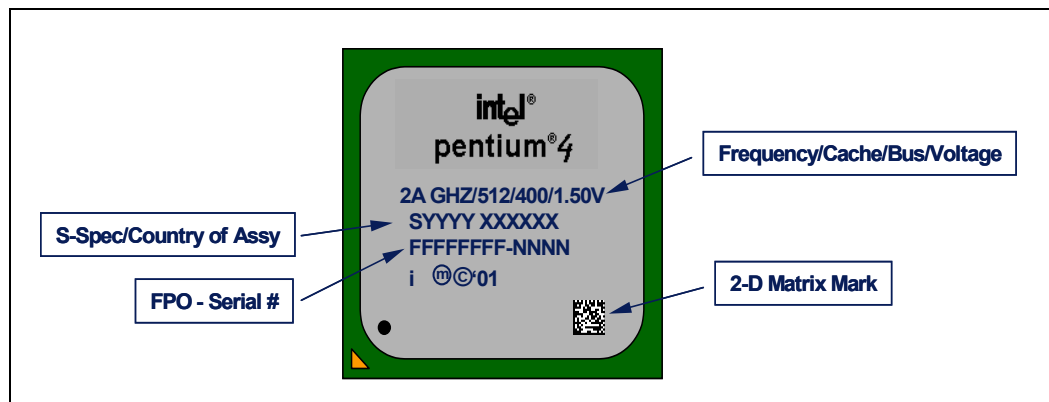 intel®
pentium®4
Frequency/Cache/Bus/Voltage
2A GHZ/512/400/1.50V
S-Spec/Country of Assy
SYYYY XXXXXX
FFFFFFFF-NNNN
FPO - Serial #
i ⓜ©'01
2-D Matrix Mark